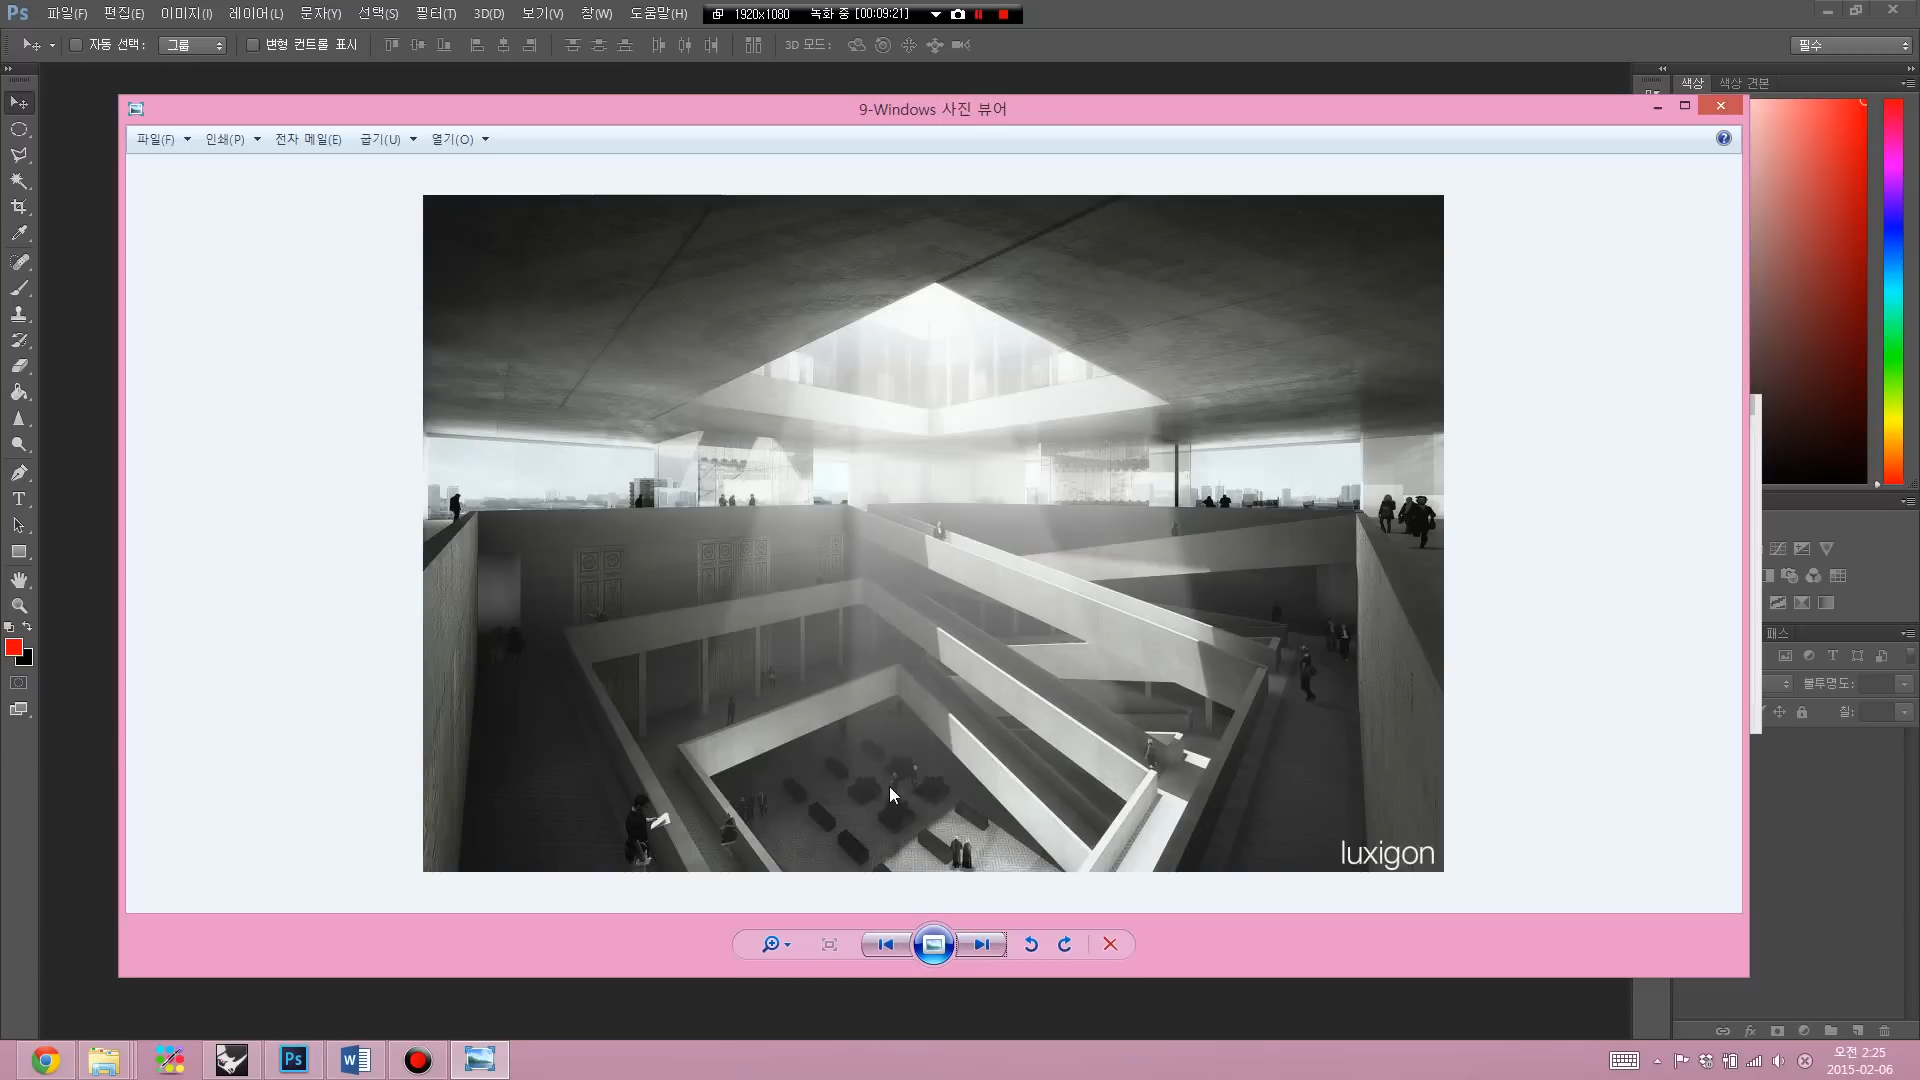 Ps 파일(F) 편집(E) 이미지(I) 레이어(L) 문자(Y) 선택(S) 필터(T) 3D(D) 보기(V) 창(W) 도움말(H) 1920x1080 녹화 중 [00:09:21]
자동 선택: 그룹 변형 컨트롤 표시 3D 모드: 필수
색상 색상 견본
9-Windows 사진 뷰어
파일(F) 인쇄(P) 전자 메일(E) 굽기(U) 열기(O)
패스
불투명도:
칠:
luxigon
오전 2:25
2015-02-06